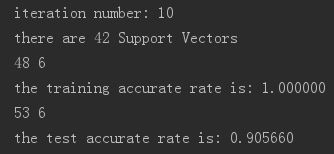 iteration number: 10
there are 42 Support Vectors
48 6
the training accurate rate is: 1.000000
53 6
the test accurate rate is: 0.905660